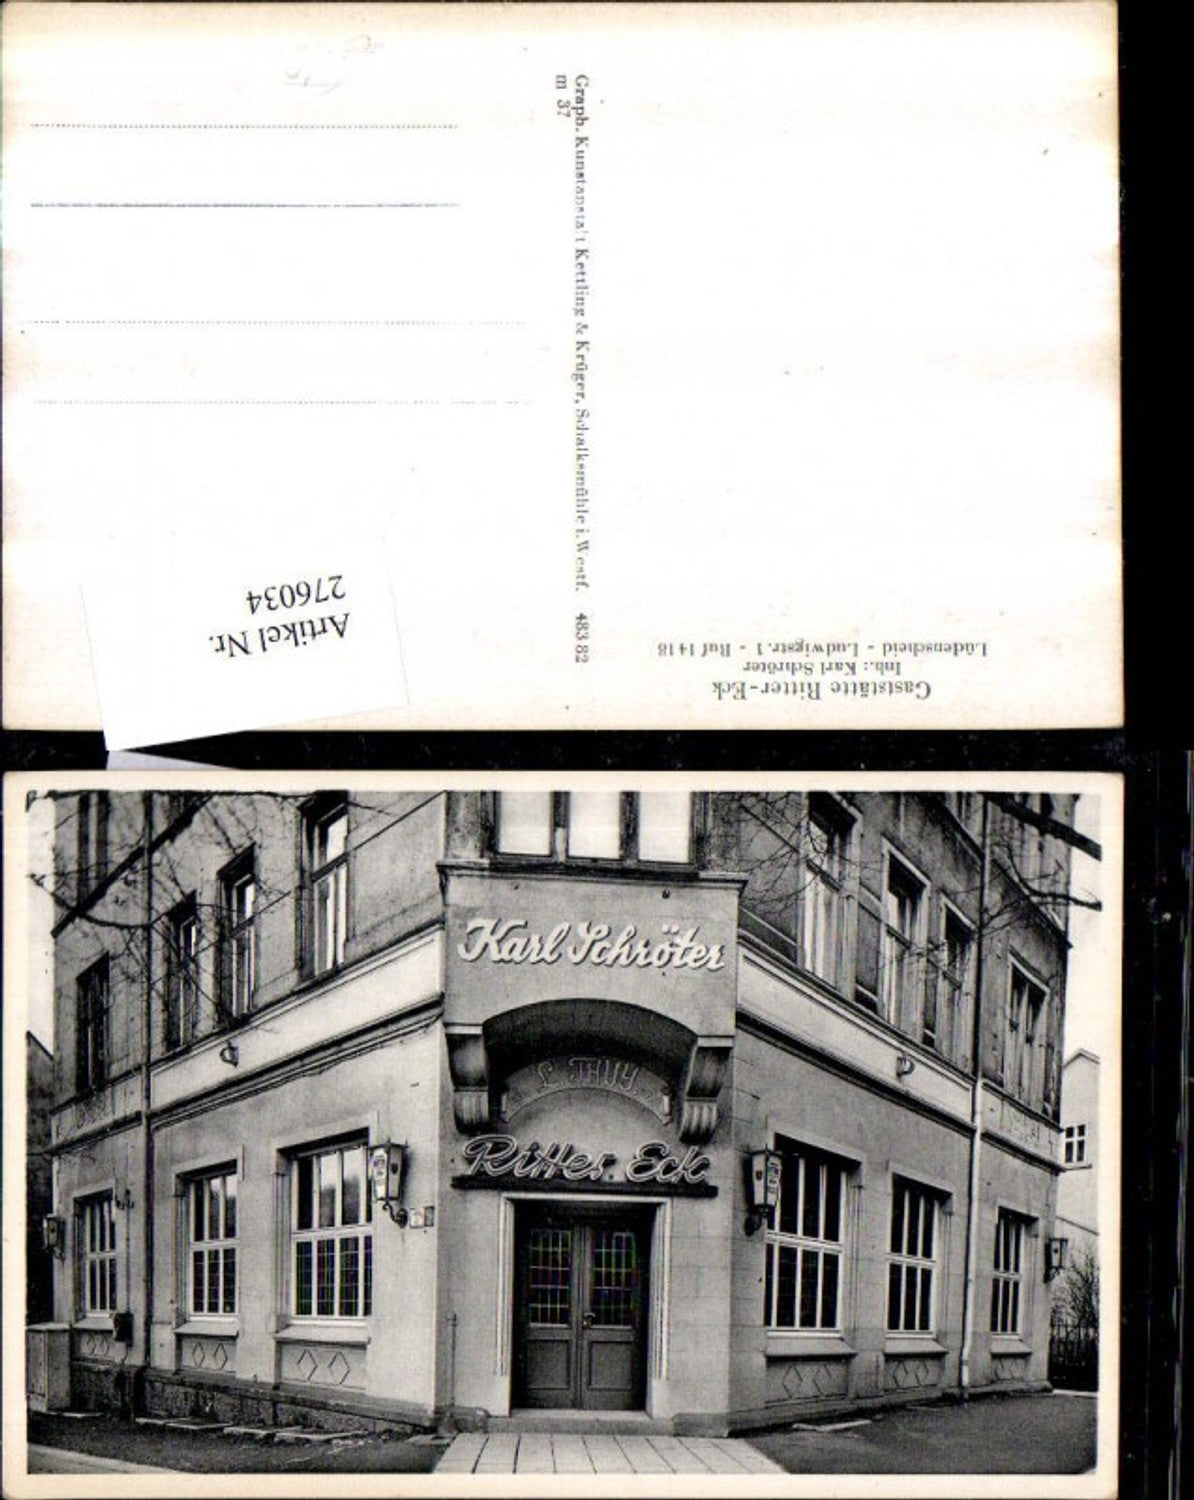 Graph. Kunstanstalt Kettling & Krüger, Schalksmühle i. Westf. 483 82
m 37
Gaststätte Ritter-Eck
Inh.: Karl Schröter
Lüdenscheid - Ludwigstr. 1 - Ruf 1418
Artikel Nr.
276034
Karl Schröter
L THUY
Ritter Eck